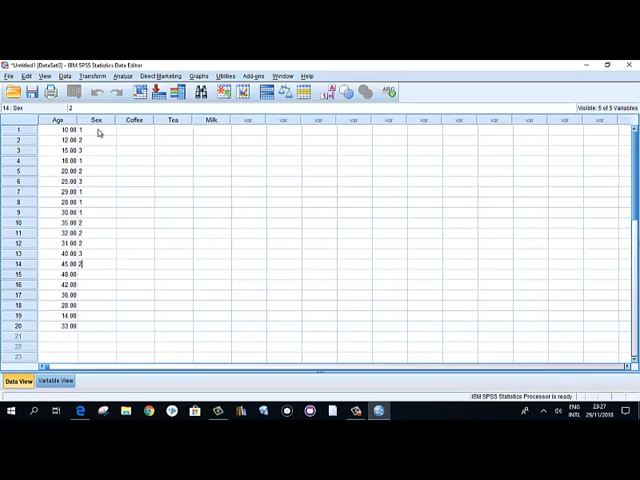 *Untitled1 [DataSet0] - IBM SPSS Statistics Data Editor
File Edit View Data Transform Analyze Direct Marketing Graphs Utilities Add-ons Window Help
14 : Sex 2 Visible: 5 of 5 Variables
Age Sex Coffee Tea Milk var var var var var var var var var var
1 10.00 1
2 12.00 2
3 15.00 3
4 18.00 1
5 20.00 2
6 25.00 3
7 29.00 1
8 28.00 1
9 30.00 1
10 35.00 2
11 32.00 2
12 31.00 2
13 40.00 3
14 45.00 2
15 48.00
16 42.00
17 36.00
18 28.00
19 14.00
20 33.00
21
22
23
Data View Variable View
IBM SPSS Statistics Processor is ready
ENG 23:27
INTL 29/11/2018